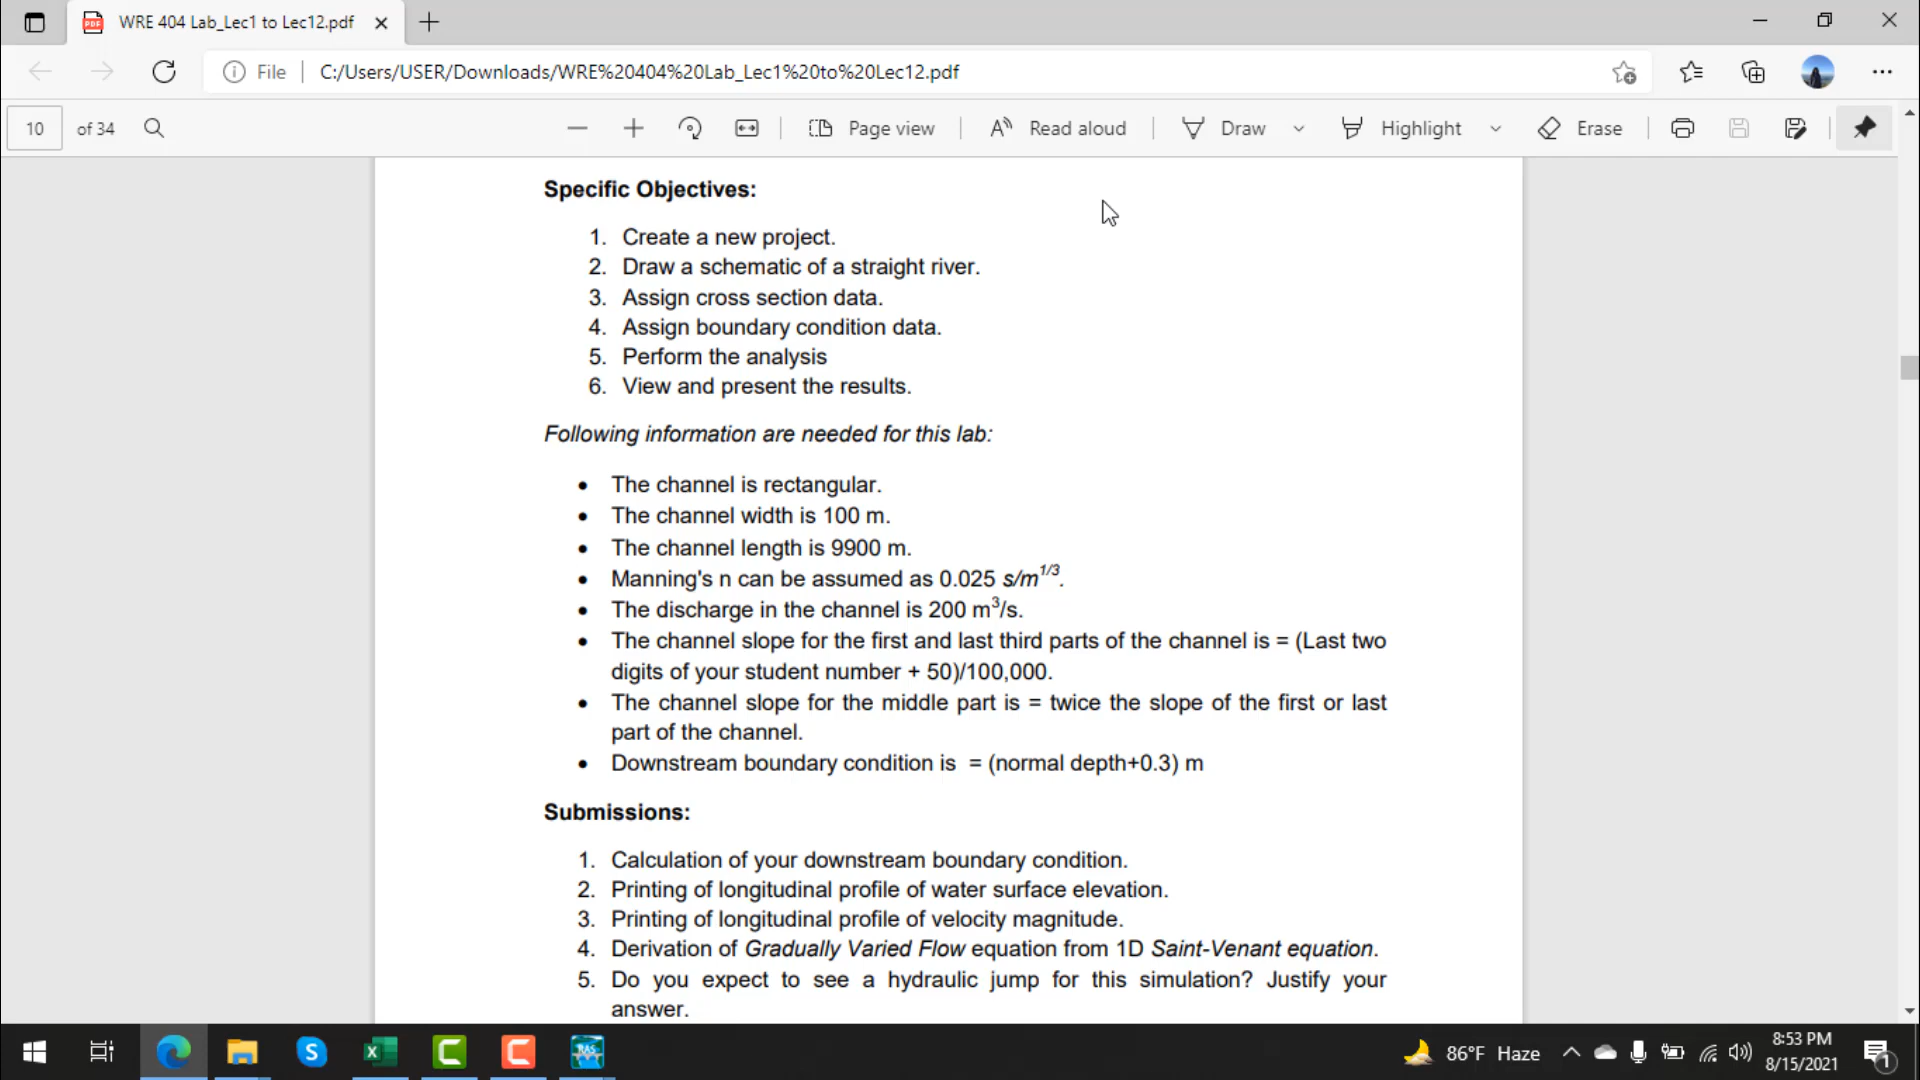 WRE 404 Lab_Lec1 to Lec12.pdf
File C:/Users/USER/Downloads/WRE%20404%20Lab_Lec1%20to%20Lec12.pdf
10 of 34 Page view Read aloud Draw Highlight Erase
Specific Objectives:
1. Create a new project.
2. Draw a schematic of a straight river.
3. Assign cross section data.
4. Assign boundary condition data.
5. Perform the analysis
6. View and present the results.
Following information are needed for this lab:
• The channel is rectangular.
• The channel width is 100 m.
• The channel length is 9900 m.
• Manning's n can be assumed as 0.025 s/m^1/3.
• The discharge in the channel is 200 m^3/s.
• The channel slope for the first and last third parts of the channel is = (Last two
digits of your student number + 50)/100,000.
• The channel slope for the middle part is = twice the slope of the first or last
part of the channel.
• Downstream boundary condition is = (normal depth+0.3) m
Submissions:
1. Calculation of your downstream boundary condition.
2. Printing of longitudinal profile of water surface elevation.
3. Printing of longitudinal profile of velocity magnitude.
4. Derivation of Gradually Varied Flow equation from 1D Saint-Venant equation.
5. Do you expect to see a hydraulic jump for this simulation? Justify your
answer.
86°F Haze
8:53 PM
8/15/2021
1